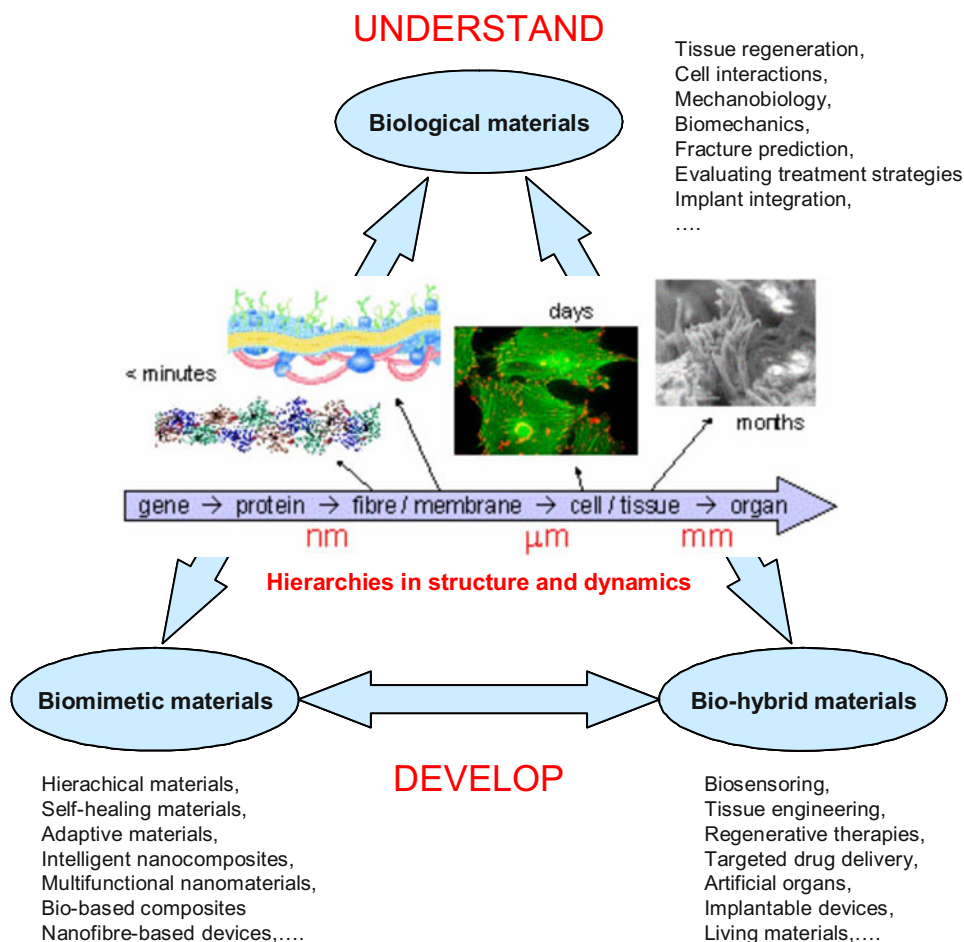 UNDERSTAND
Tissue regeneration,
Cell interactions,
Mechanobiology,
Biomechanics,
Fracture prediction,
Evaluating treatment strategies
Implant integration,
….
Biological materials
days
< minutes
months
gene → protein → fibre / membrane → cell / tissue → organ
nm μm mm
Hierarchies in structure and dynamics
Biomimetic materials
Bio-hybrid materials
DEVELOP
Hierachical materials,
Self-healing materials,
Adaptive materials,
Intelligent nanocomposites,
Multifunctional nanomaterials,
Bio-based composites
Nanofibre-based devices,….
Biosensoring,
Tissue engineering,
Regenerative therapies,
Targeted drug delivery,
Artificial organs,
Implantable devices,
Living materials,….